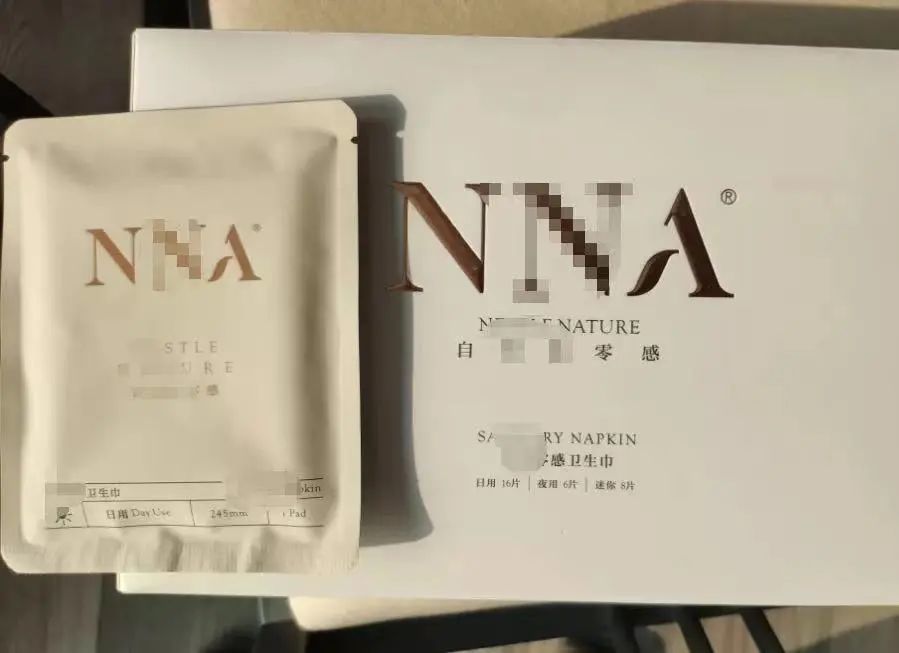 NNA®
STLE
URE
感
卫生巾
kin
日用 Day Use
245mm
Pad
NNA®
NATURE
自 零感
SA RY NAPKIN
感卫生巾
日用 16片 | 夜用 6片 | 迷你 8片